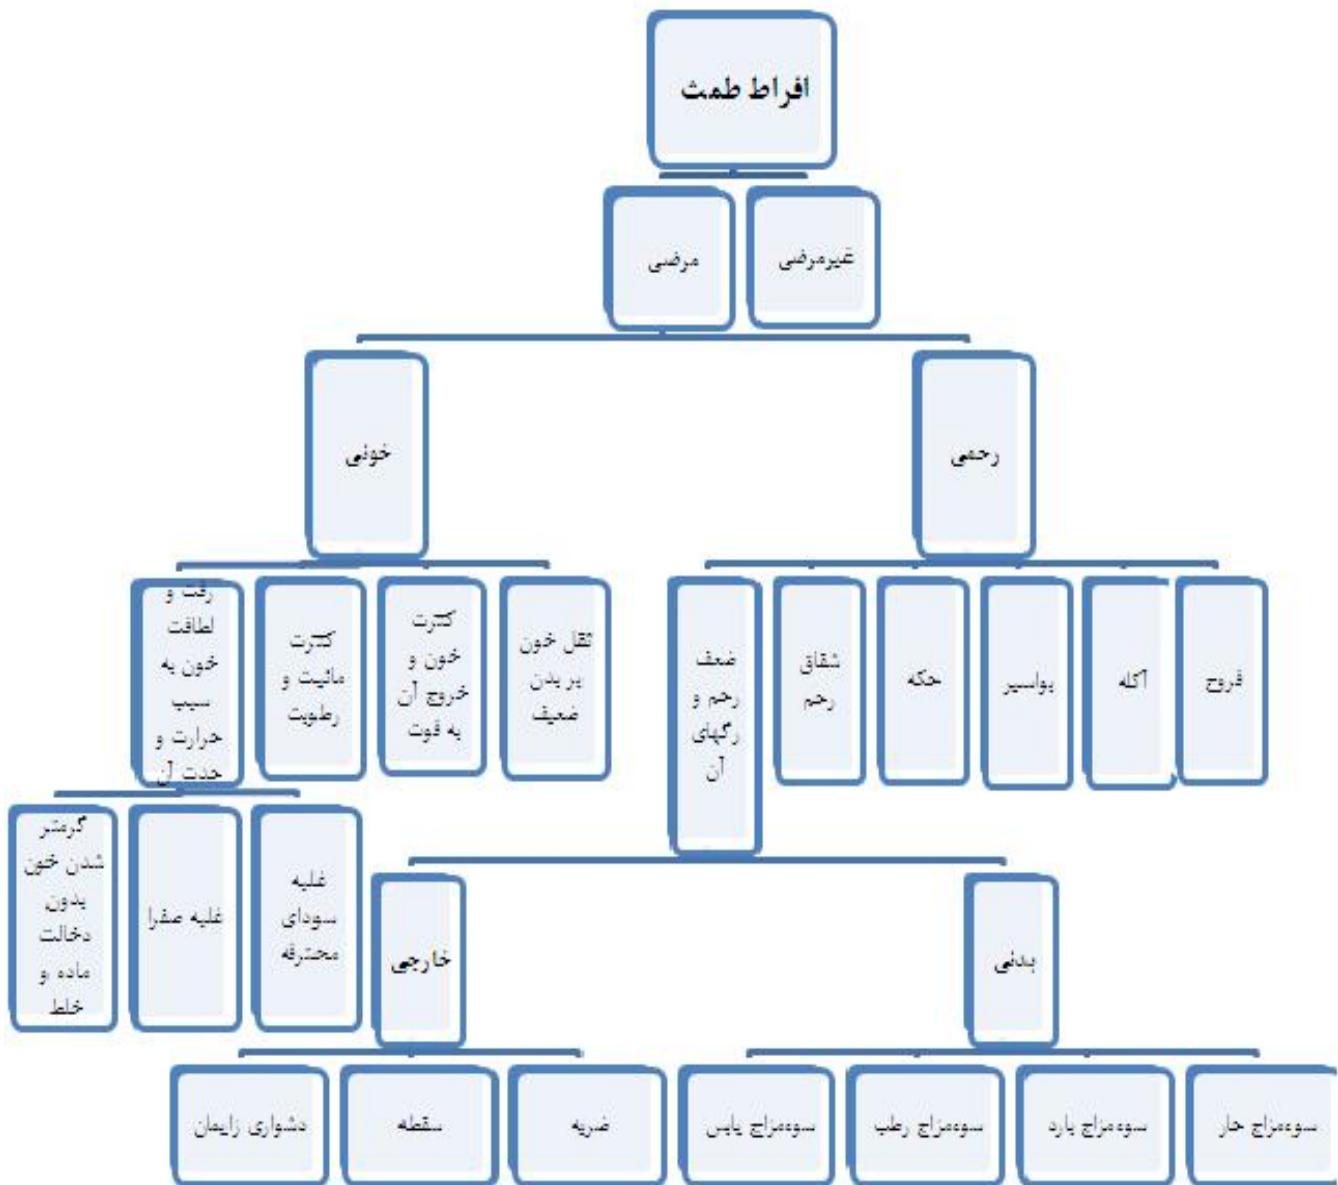 افراط طمث
غیرمرضی
مرضی
رحمی
خونی
قروح
آکله
بواسیر
حکه
شقاق
رحم
ضعف
رحم و
رگهای
آن
ثقل خون
بر بدن
ضعیف
کثرت
خون و
خروج آن
به قوت
کثرت
مائیت و
رطوبت
رقت و
لطافت
خون به
سبب
حرارت و
حدت آن
غلبه
سودای
محترقه
غلبه صفرا
گرمتر
شدن خون
بدون
دخالت
ماده و
خلط
بدنی
خارجی
سوءمزاج حار
سوءمزاج بارد
سوءمزاج رطب
سوءمزاج یابس
ضربه
سقطه
دشواری زایمان